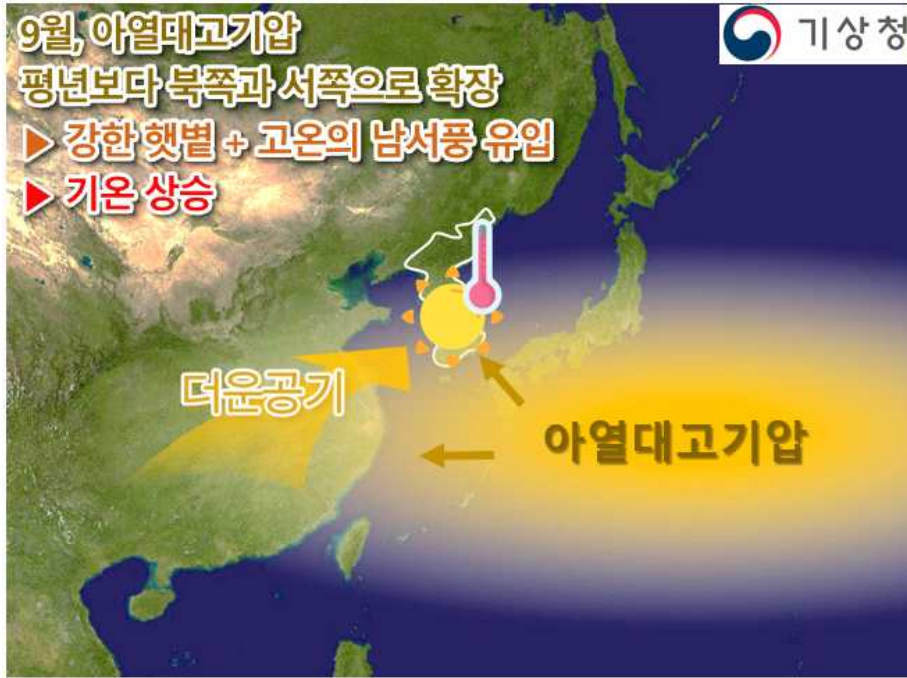 9월, 아열대고기압
평년보다 북쪽과 서쪽으로 확장
▶ 강한 햇볕 + 고온의 남서풍 유입
▶ 기온 상승
기상청
더운공기
아열대고기압